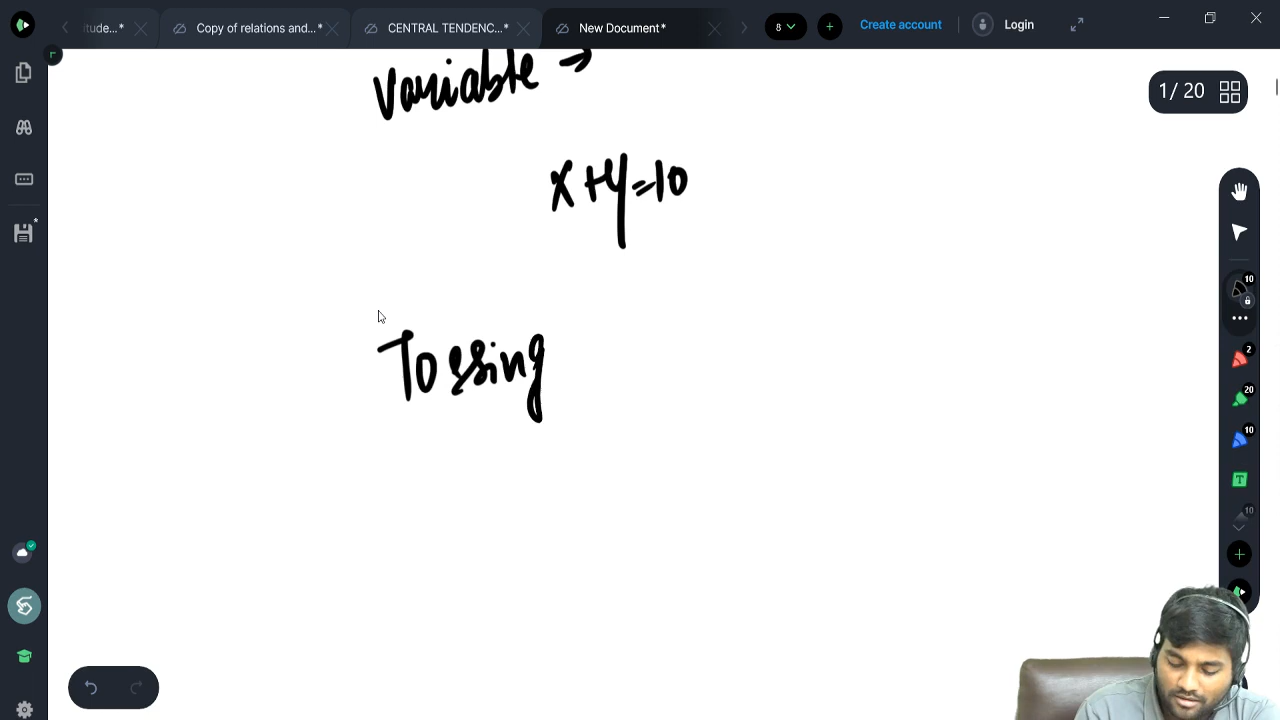 itude...*
Copy of relations and...*
CENTRAL TENDENC...*
New Document*
8
Create account
Login
variable →
1/ 20
x+y=10
Tossing
10
2
20
10
T
10